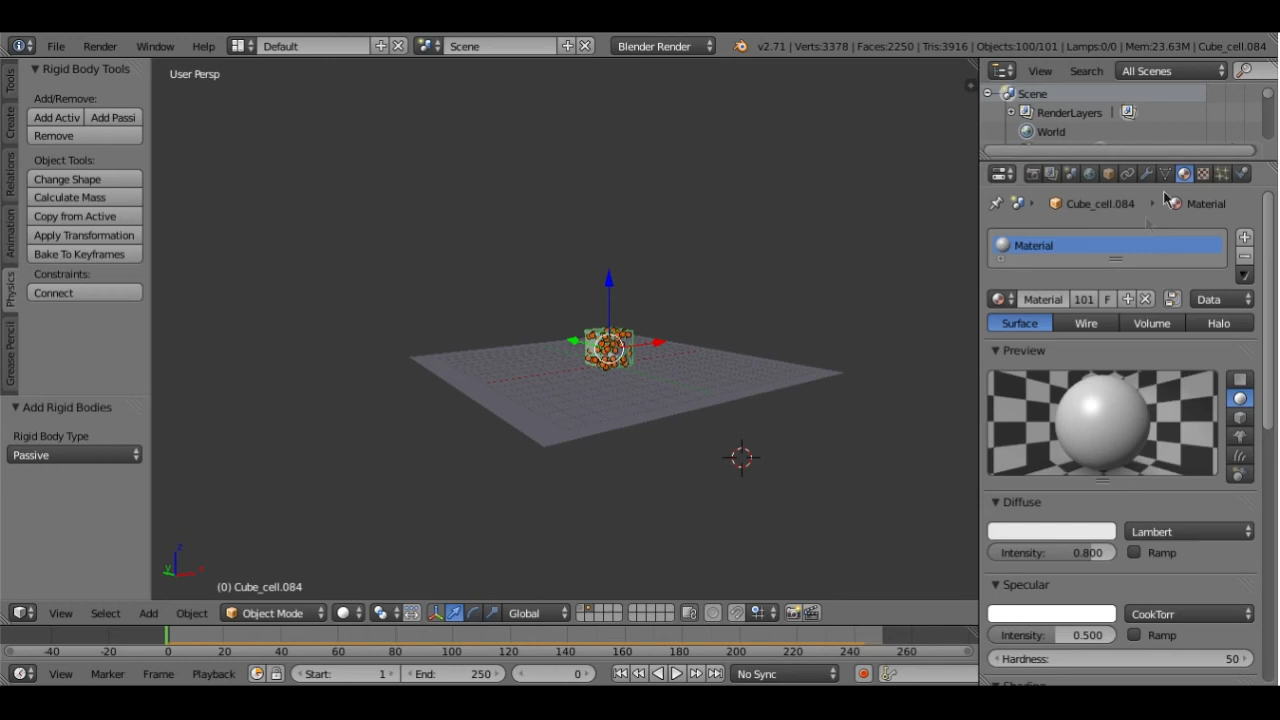 File Render Window Help Default Scene Blender Render v2.71 | Verts:3378 | Faces:2250 | Tris:3916 | Objects:100/101 | Lamps:0/0 | Mem:23.63M | Cube_cell.084
Tools
Create
Relations
Animation
Physics
Grease Pencil
Rigid Body Tools
Add/Remove:
Add Activ Add Passi
Remove
Object Tools:
Change Shape
Calculate Mass
Copy from Active
Apply Transformation
Bake To Keyframes
Constraints:
Connect
Add Rigid Bodies
Rigid Body Type
Passive
User Persp
z
y x
(0) Cube_cell.084
View Select Add Object Object Mode Global
-40 -20 0 20 40 60 80 100 120 140 160 180 200 220 240 260
View Marker Frame Playback Start: 1 End: 250 0 No Sync
View Search All Scenes
Scene
RenderLayers |
World
Cube_cell.084 Material
Material
Material 101 F Data
Surface Wire Volume Halo
Preview
Diffuse
Lambert
Intensity: 0.800 Ramp
Specular
CookTorr
Intensity: 0.500 Ramp
Hardness: 50